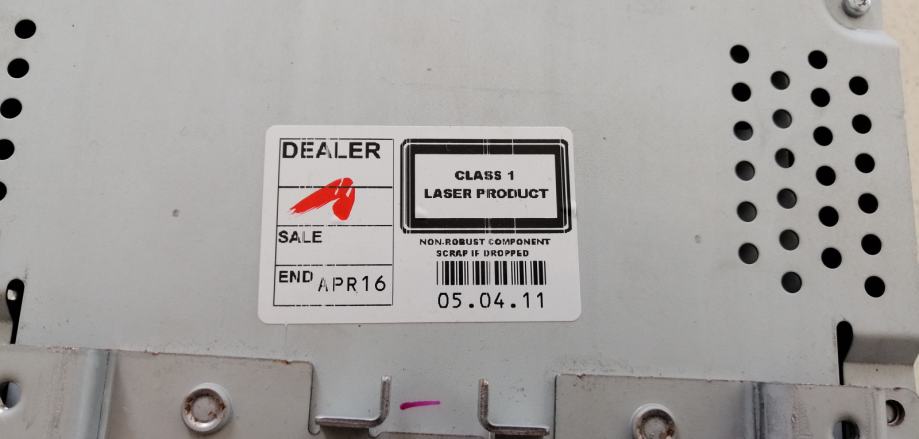 DEALER
SALE
END APR16
CLASS 1
LASER PRODUCT
NON-ROBUST COMPONENT
SCRAP IF DROPPED
05.04.11